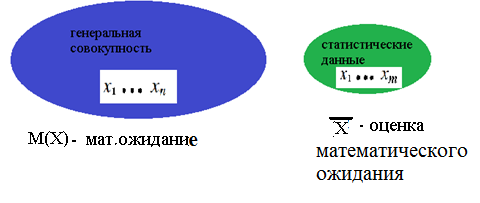 генеральная
совокупность
x₁ ... xₙ
M(X) - мат.ожидание
статистические
данные
x₁ ... xₘ
X̅ - оценка
математического
ожидания